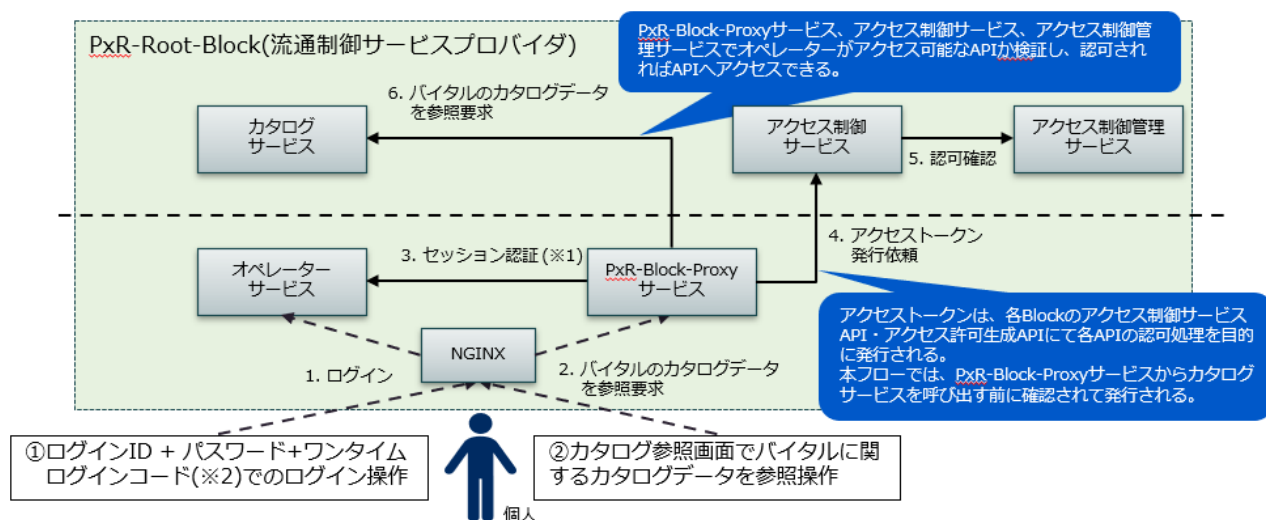 PxR-Root-Block(流通制御サービスプロバイダ)
PxR-Block-Proxyサービス、アクセス制御サービス、アクセス制御管
理サービスでオペレーターがアクセス可能なAPIか検証し、認可され
ればAPIへアクセスできる。
6. バイタルのカタログデータ
を参照要求
カタログ
サービス
アクセス制御
サービス
5. 認可確認
アクセス制御管理
サービス
4. アクセストークン
発行依頼
オペレーター
サービス
3. セッション認証(※1)
PxR-Block-Proxy
サービス
アクセストークンは、各Blockのアクセス制御サービス
API・アクセス許可生成APIにて各APIの認可処理を目的
に発行される。
本フローでは、PxR-Block-Proxyサービスからカタログ
サービスを呼び出す前に確認されて発行される。
NGINX
1. ログイン
2. バイタルのカタログデータ
を参照要求
①ログインID + パスワード+ワンタイム
ログインコード(※2)でのログイン操作
②カタログ参照画面でバイタルに関
するカタログデータを参照操作
個人